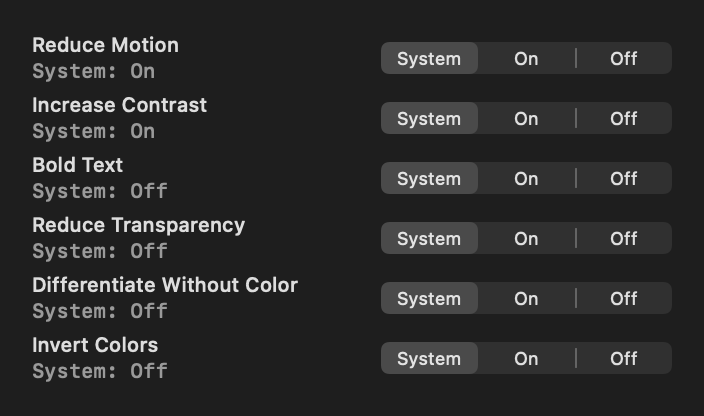 Reduce Motion
System: On
System On Off
Increase Contrast
System: On
System On Off
Bold Text
System: Off
System On Off
Reduce Transparency
System: Off
System On Off
Differentiate Without Color
System: Off
System On Off
Invert Colors
System: Off
System On Off